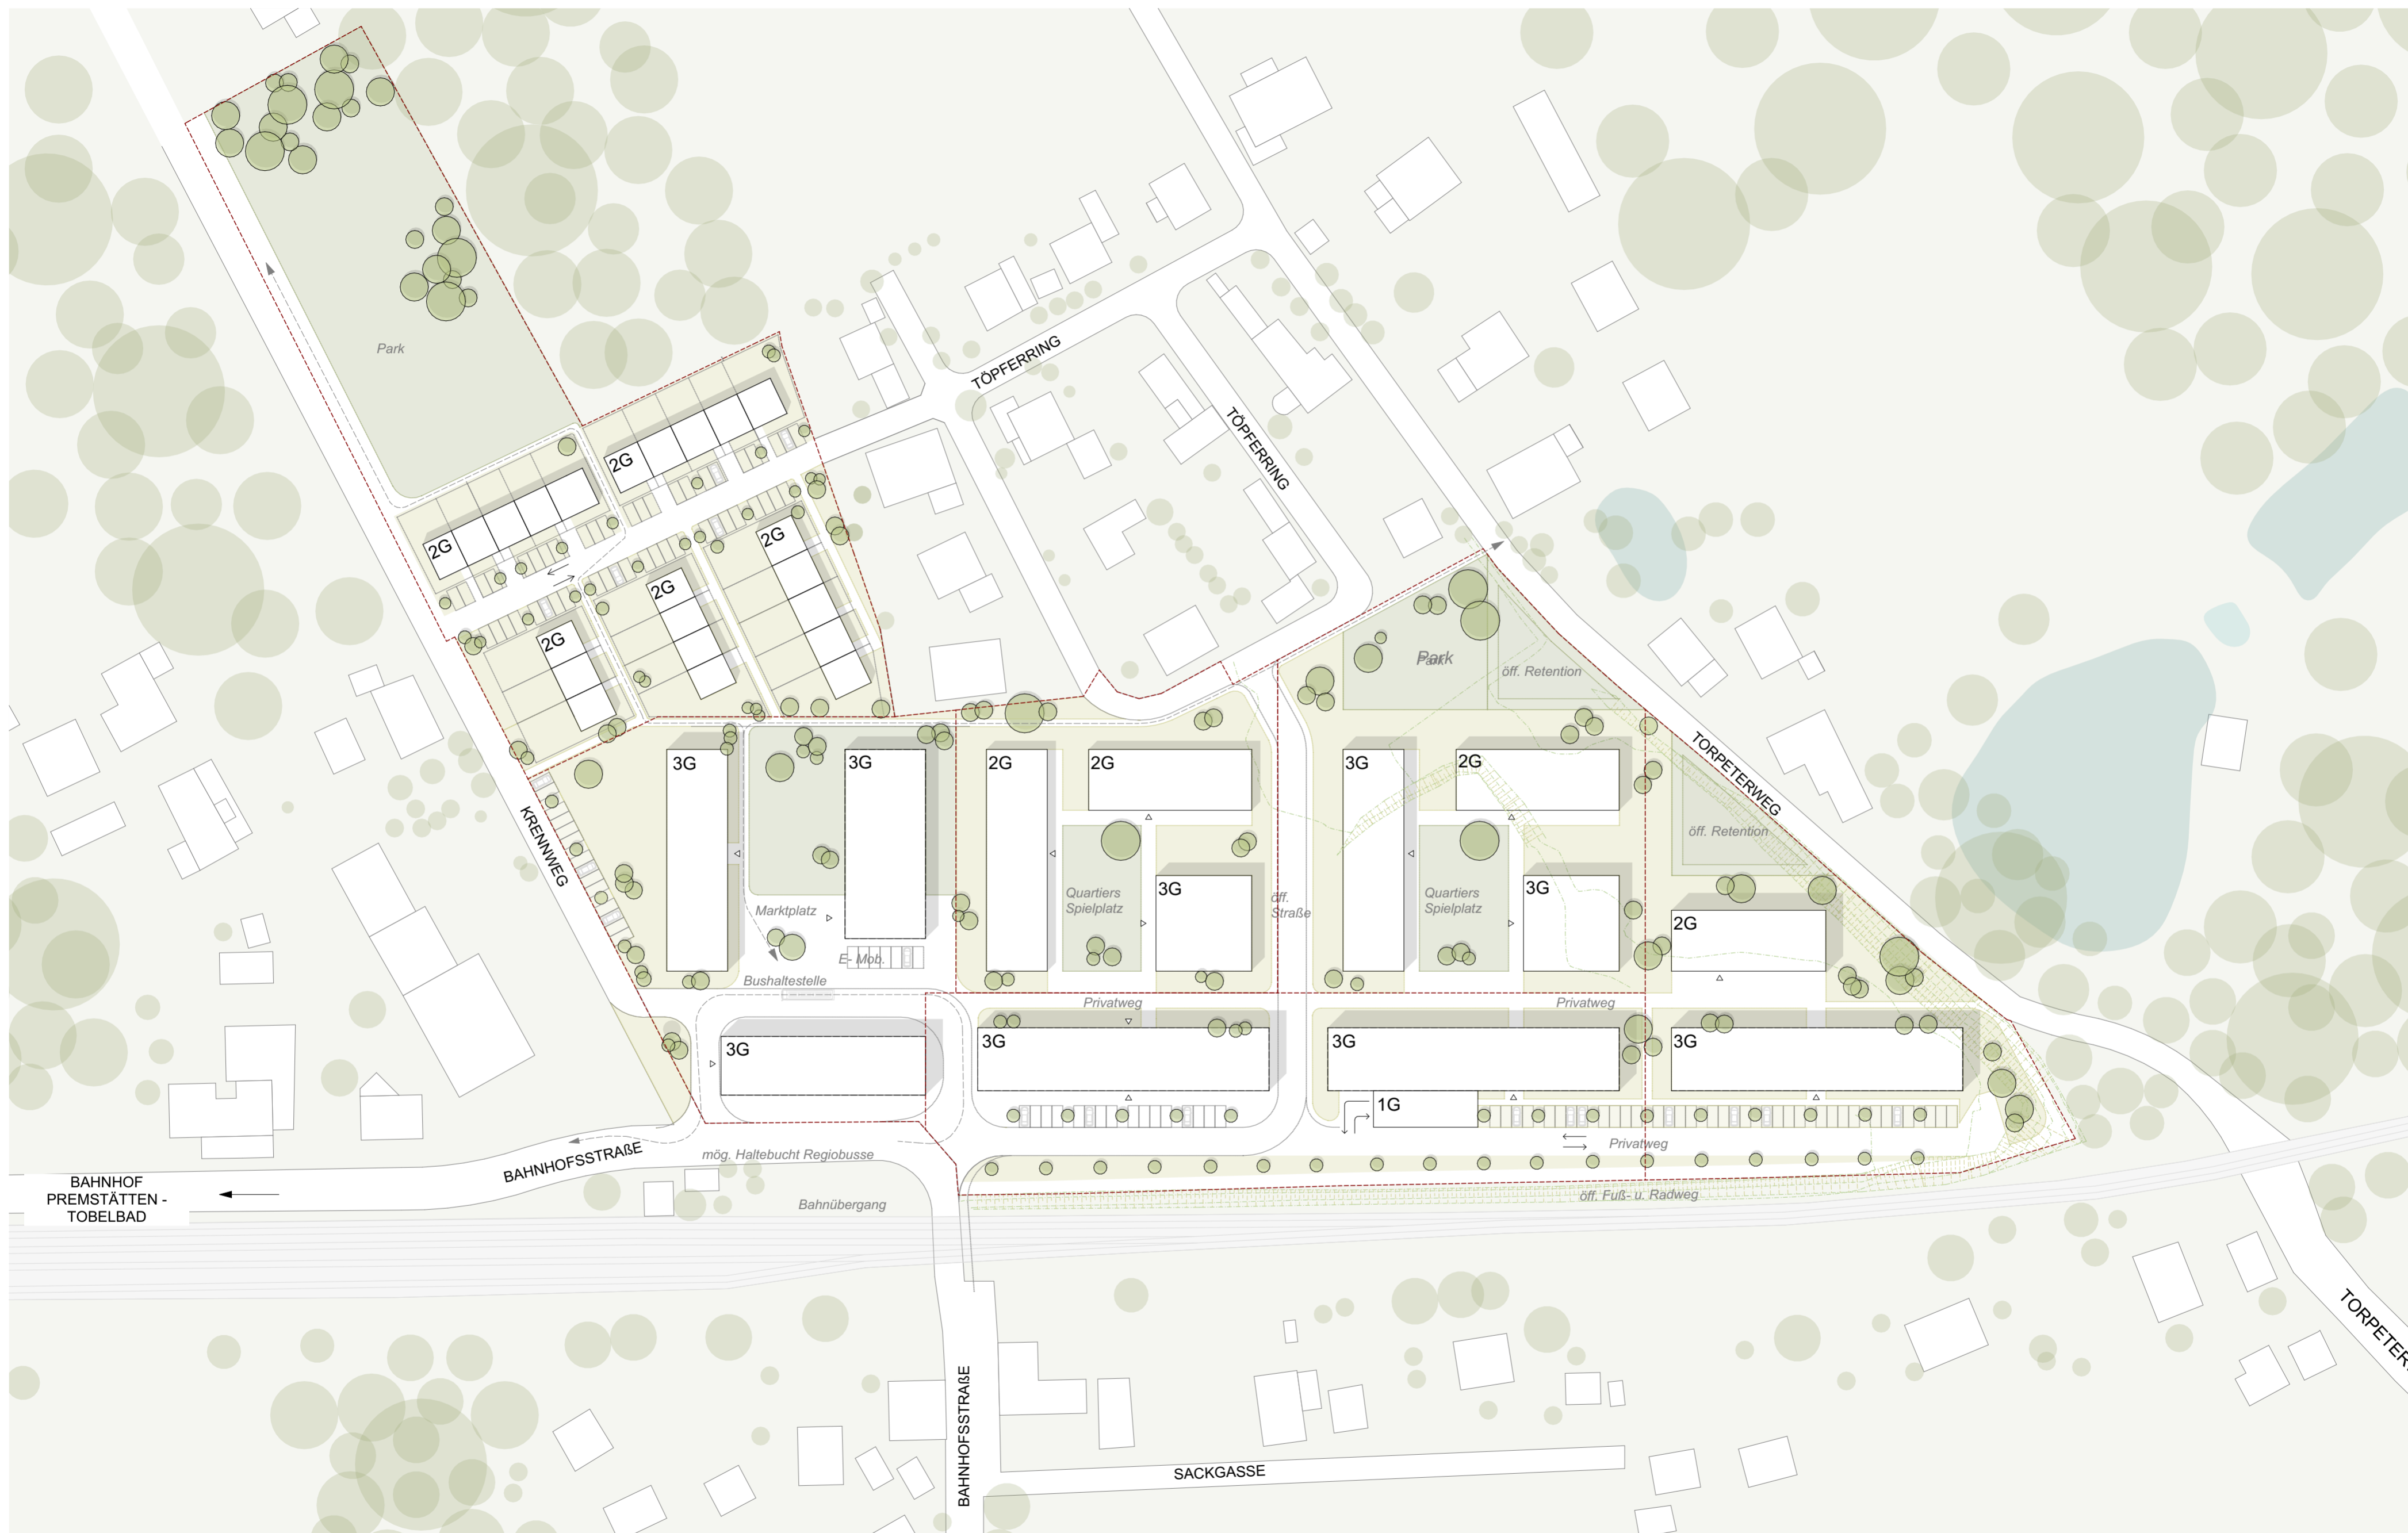 Park
TÖPFERRING
TÖPFERRING
2G
2G
2G
2G
2G
KRENNWEG
Park
Park
öff. Retention
TORPETERWEG
öff. Retention
3G
3G
2G
2G
3G
2G
Quartiers
Spielplatz
3G
öff.
Straße
Quartiers
Spielplatz
3G
2G
Marktplatz
E- Mob.
Bushaltestelle
Privatweg
Privatweg
3G
3G
3G
3G
1G
Privatweg
BAHNHOFSSTRAßE
mög. Haltebucht Regiobusse
BAHNHOF
PREMSTÄTTEN -
TOBELBAD
Bahnübergang
öff. Fuß- u. Radweg
BAHNHOFSSTRAßE
SACKGASSE